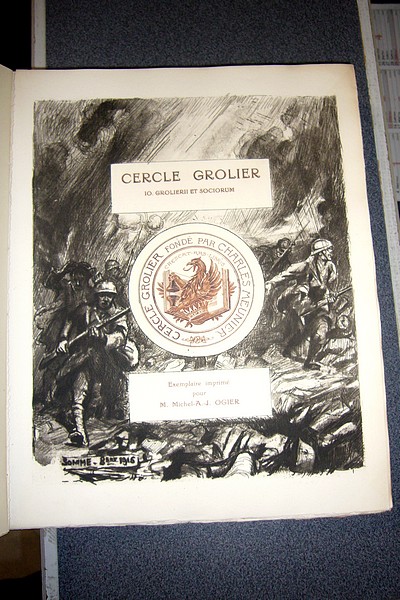 CERCLE GROLIER
IO. GROLIERII ET SOCIORUM
CERCLE GROLIER FONDÉ PAR CHARLES MEUNIER
Exemplaire imprimé
pour
M. Michel-A. J. OGIER
SOMME - 8bre 1916